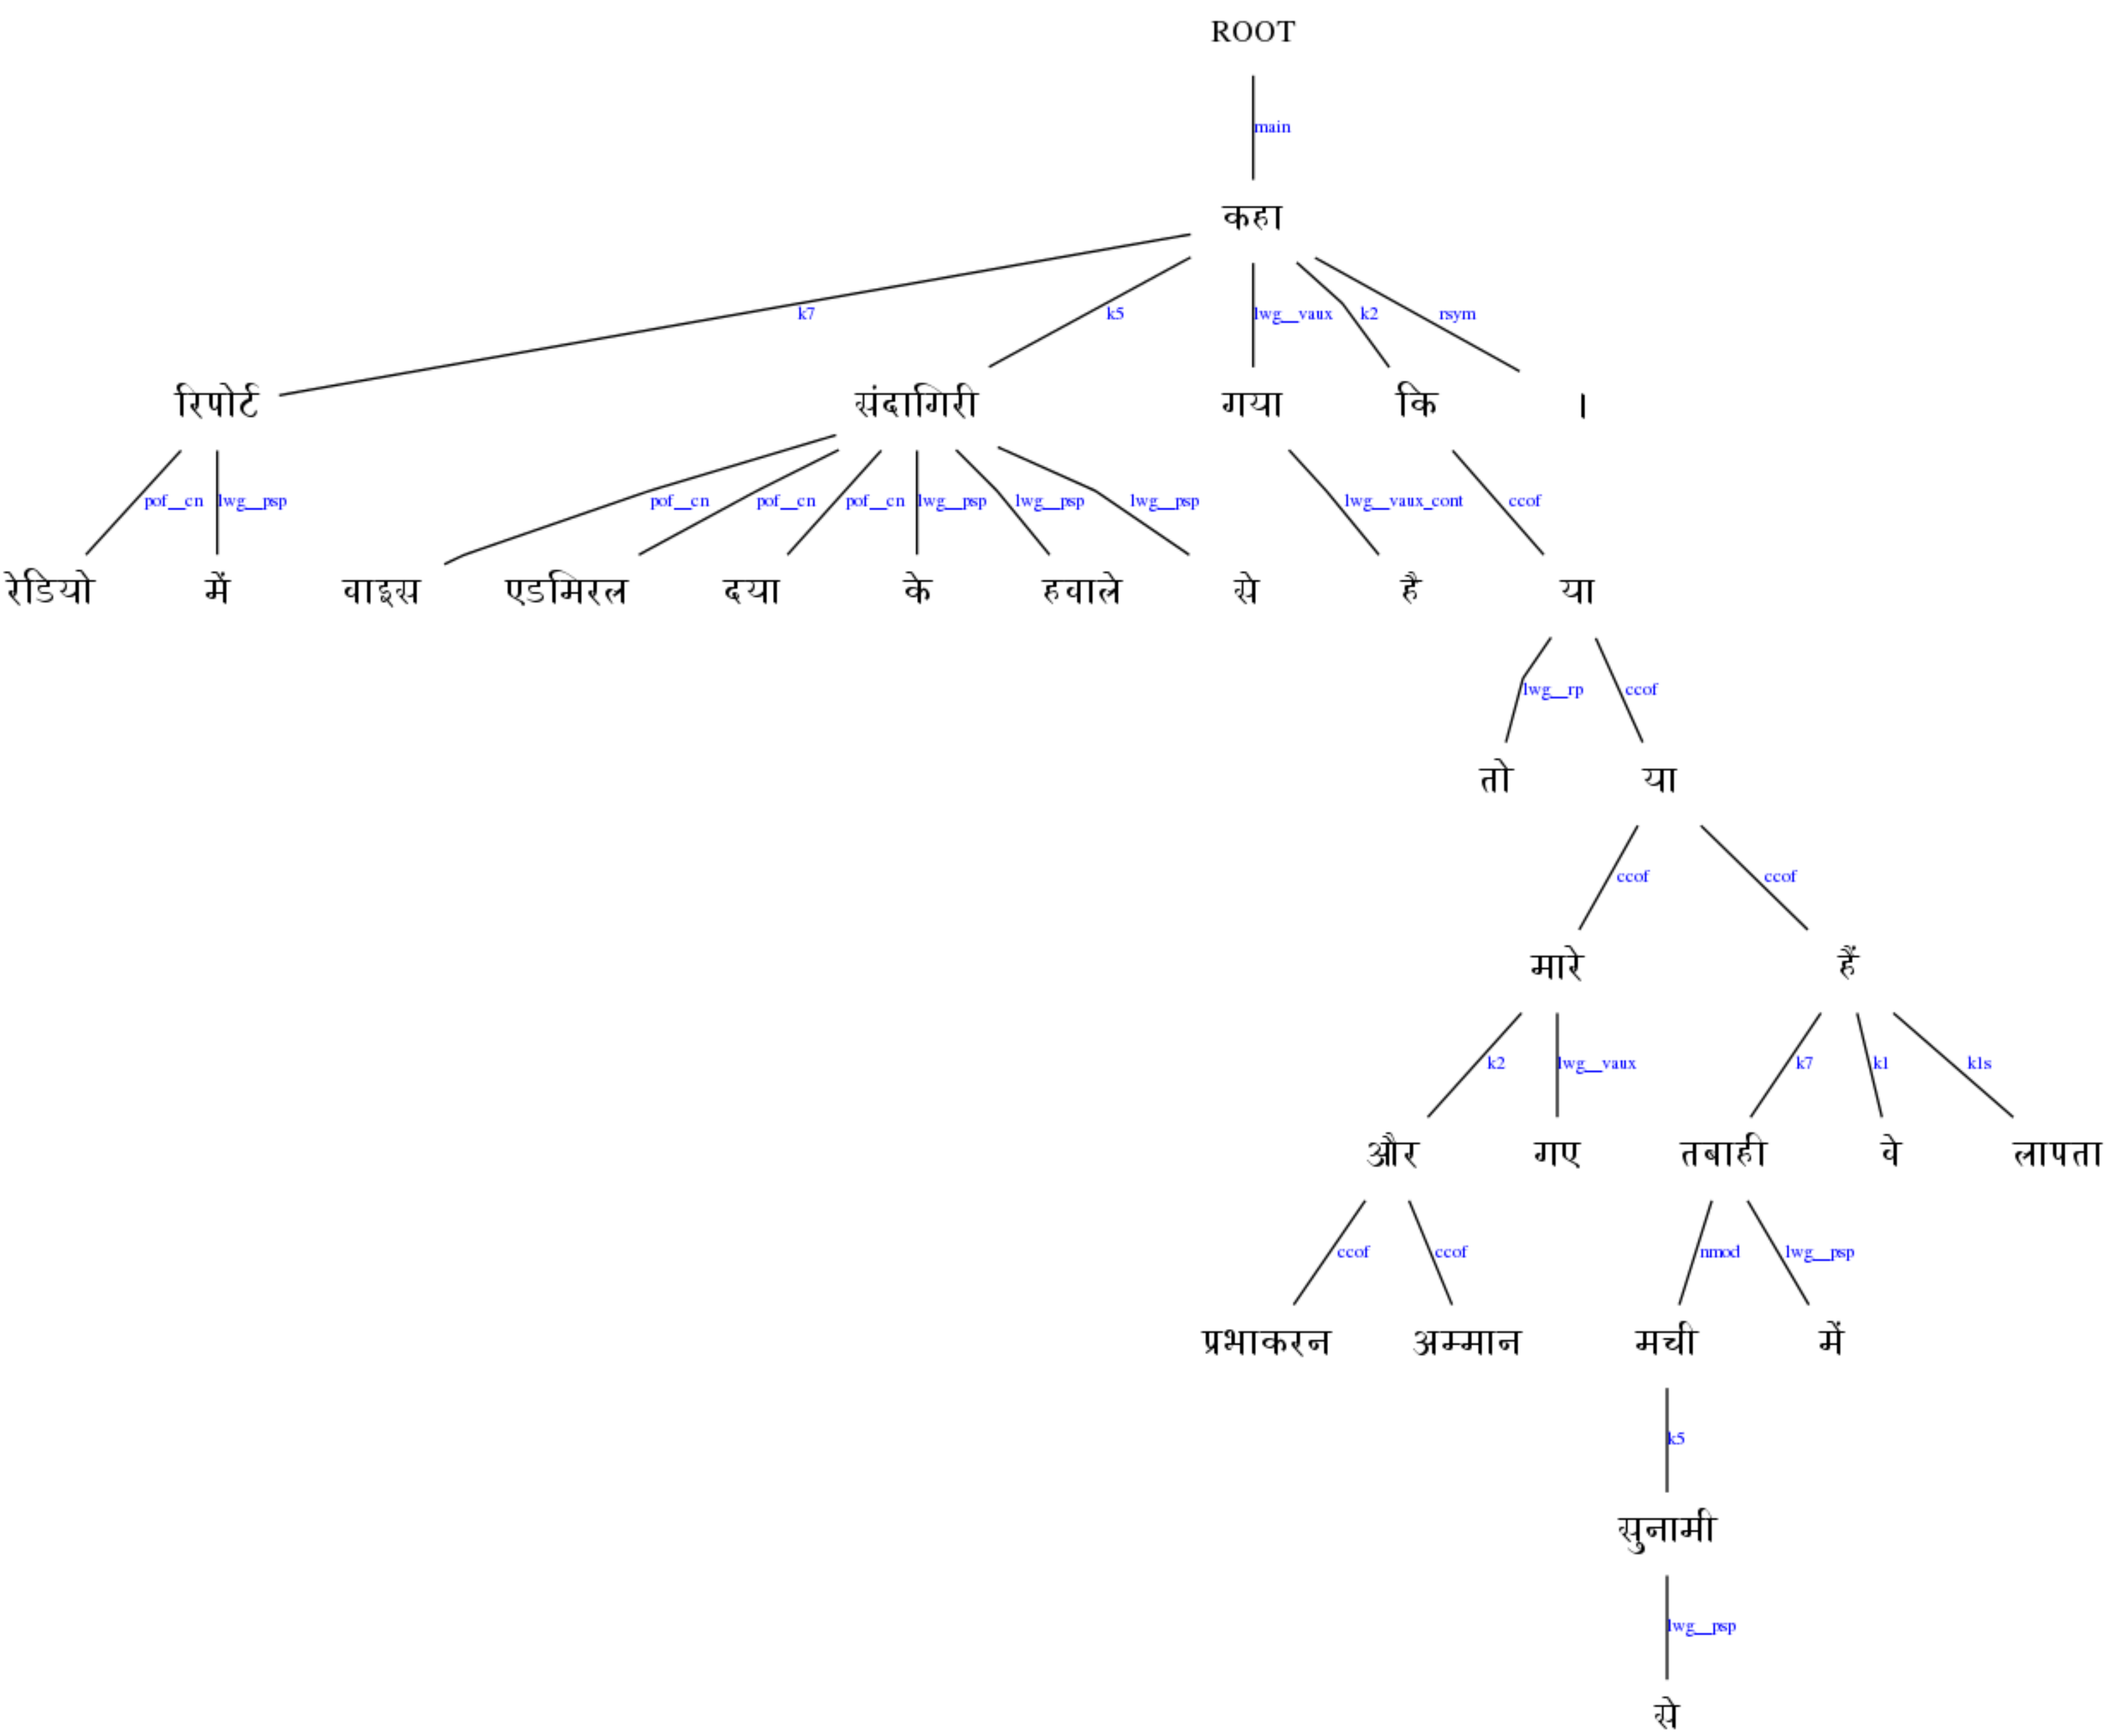 ROOT
main
कहा
k7 k5 lwg__vaux k2 rsym
रिपोर्ट संदागिरी गया कि ।
pof__cn lwg__psp pof__cn pof__cn pof__cn lwg__psp lwg__psp lwg__psp lwg__vaux_cont ccof
रेडियो में वाइस एडमिरल दया के हवाले से है या
lwg__rp ccof
तो या
ccof ccof
मारे हैं
k2 lwg__vaux k7 k1 k1s
और गए तबाही वे लापता
ccof ccof nmod lwg__psp
प्रभाकरन अम्मान मची में
k5
सुनामी
lwg__psp
से